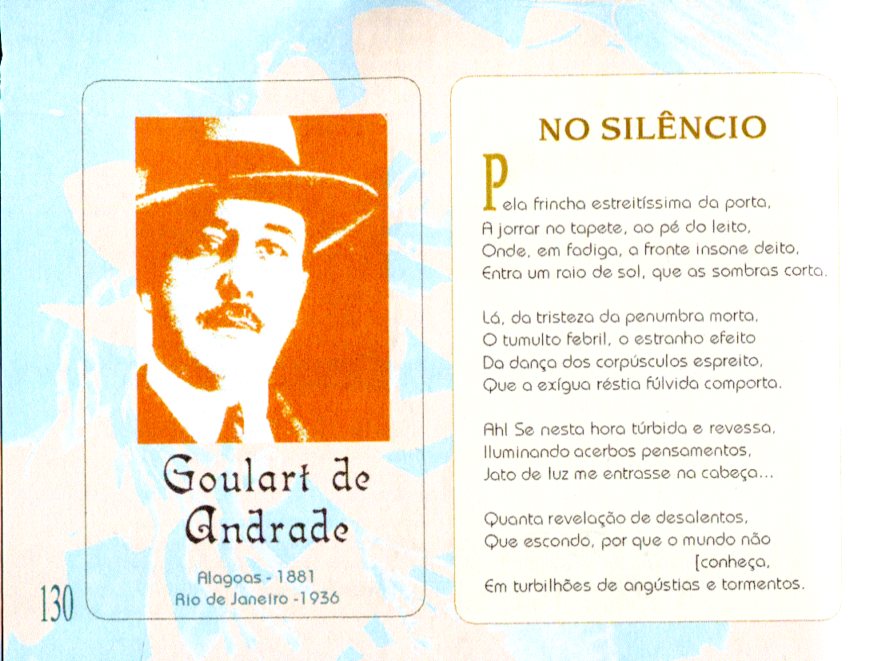 Goulart de
Andrade
Alagoas - 1881
Rio de Janeiro -1936
130
NO SILÊNCIO
Pela frincha estreitíssima da porta,
A jorrar no tapete, ao pé do leito,
Onde, em fadiga, a fronte insone deito,
Entra um raio de sol, que as sombras corta.
Lá, da tristeza da penumbra morta,
O tumulto febril, o estranho efeito
Da dança dos corpúsculos espreito,
Que a exígua réstia fúlvida comporta.
Ah! Se nesta hora túrbida e revessa,
Iluminando acerbos pensamentos,
Jato de luz me entrasse na cabeça...
Quanta revelação de desalentos,
Que escondo, por que o mundo não
[conheça,
Em turbilhões de angústias e tormentos.